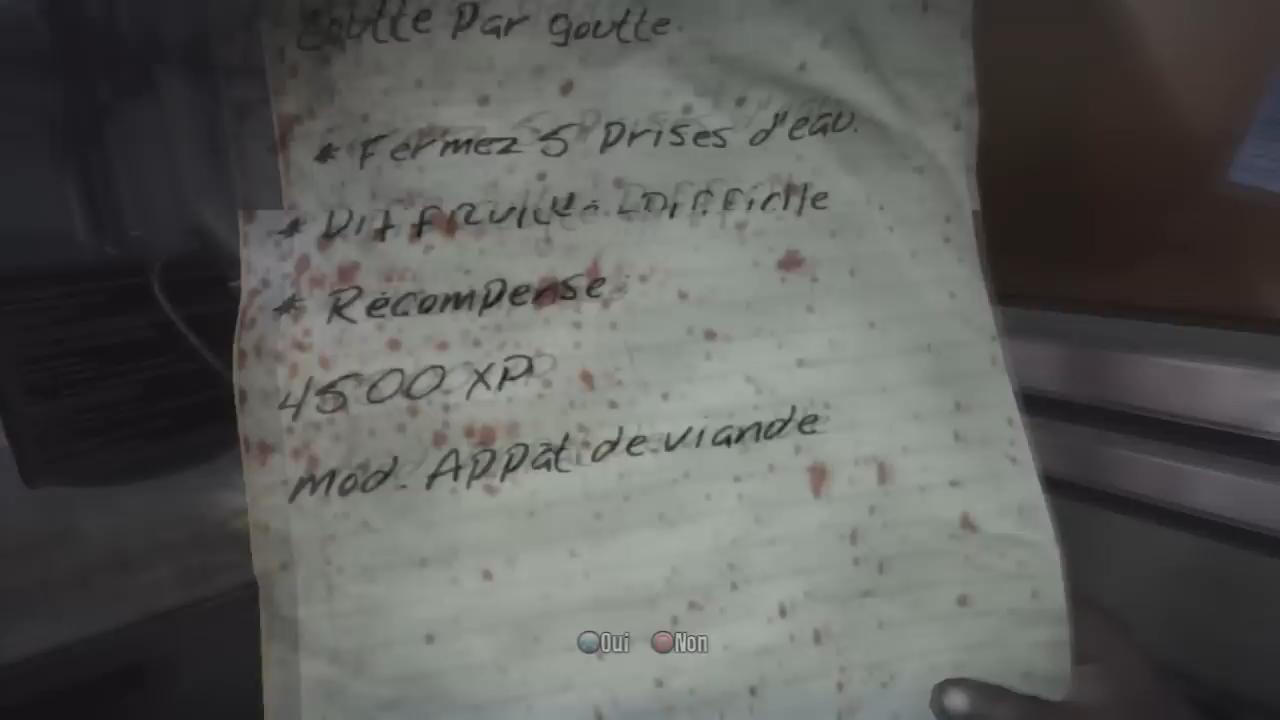 Goutte par goutte.
* Fermez 5 prises d'eau.
* Difficulté: Difficile
* Récompense:
4500 XP
mod. Appât de viande
Oui Non